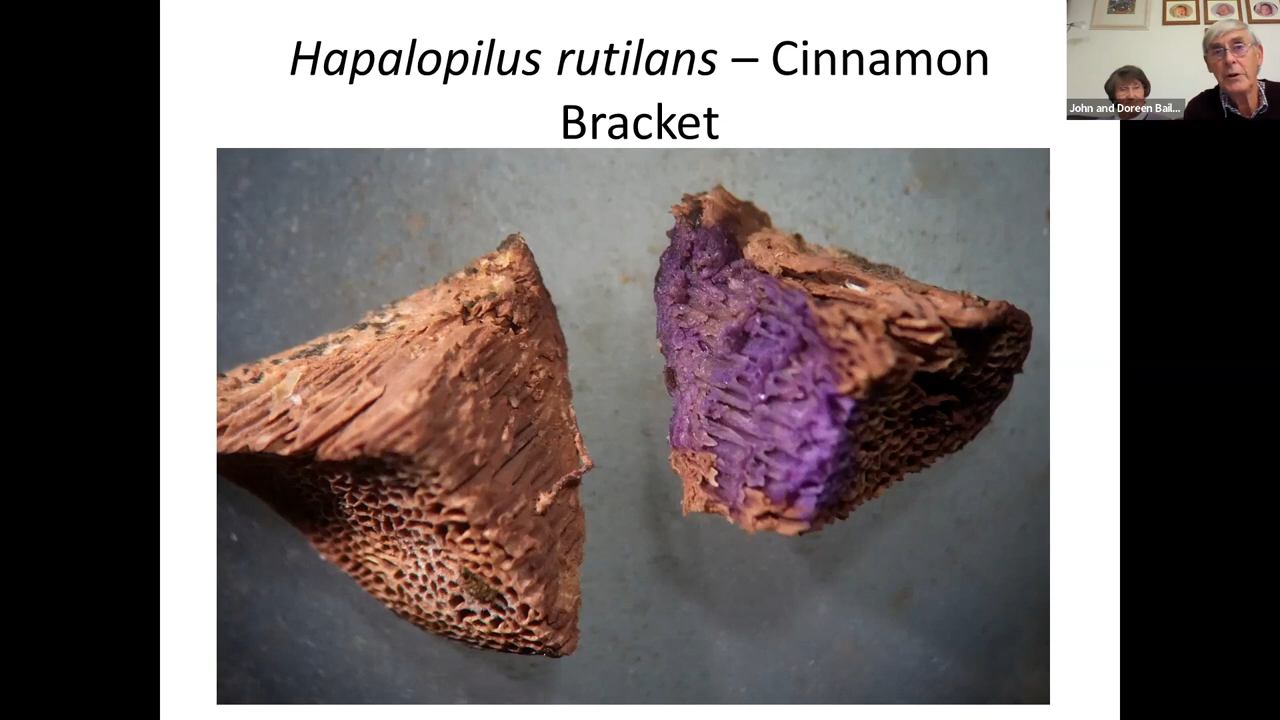 Hapalopilus rutilans – Cinnamon
Bracket
John and Doreen Bail...